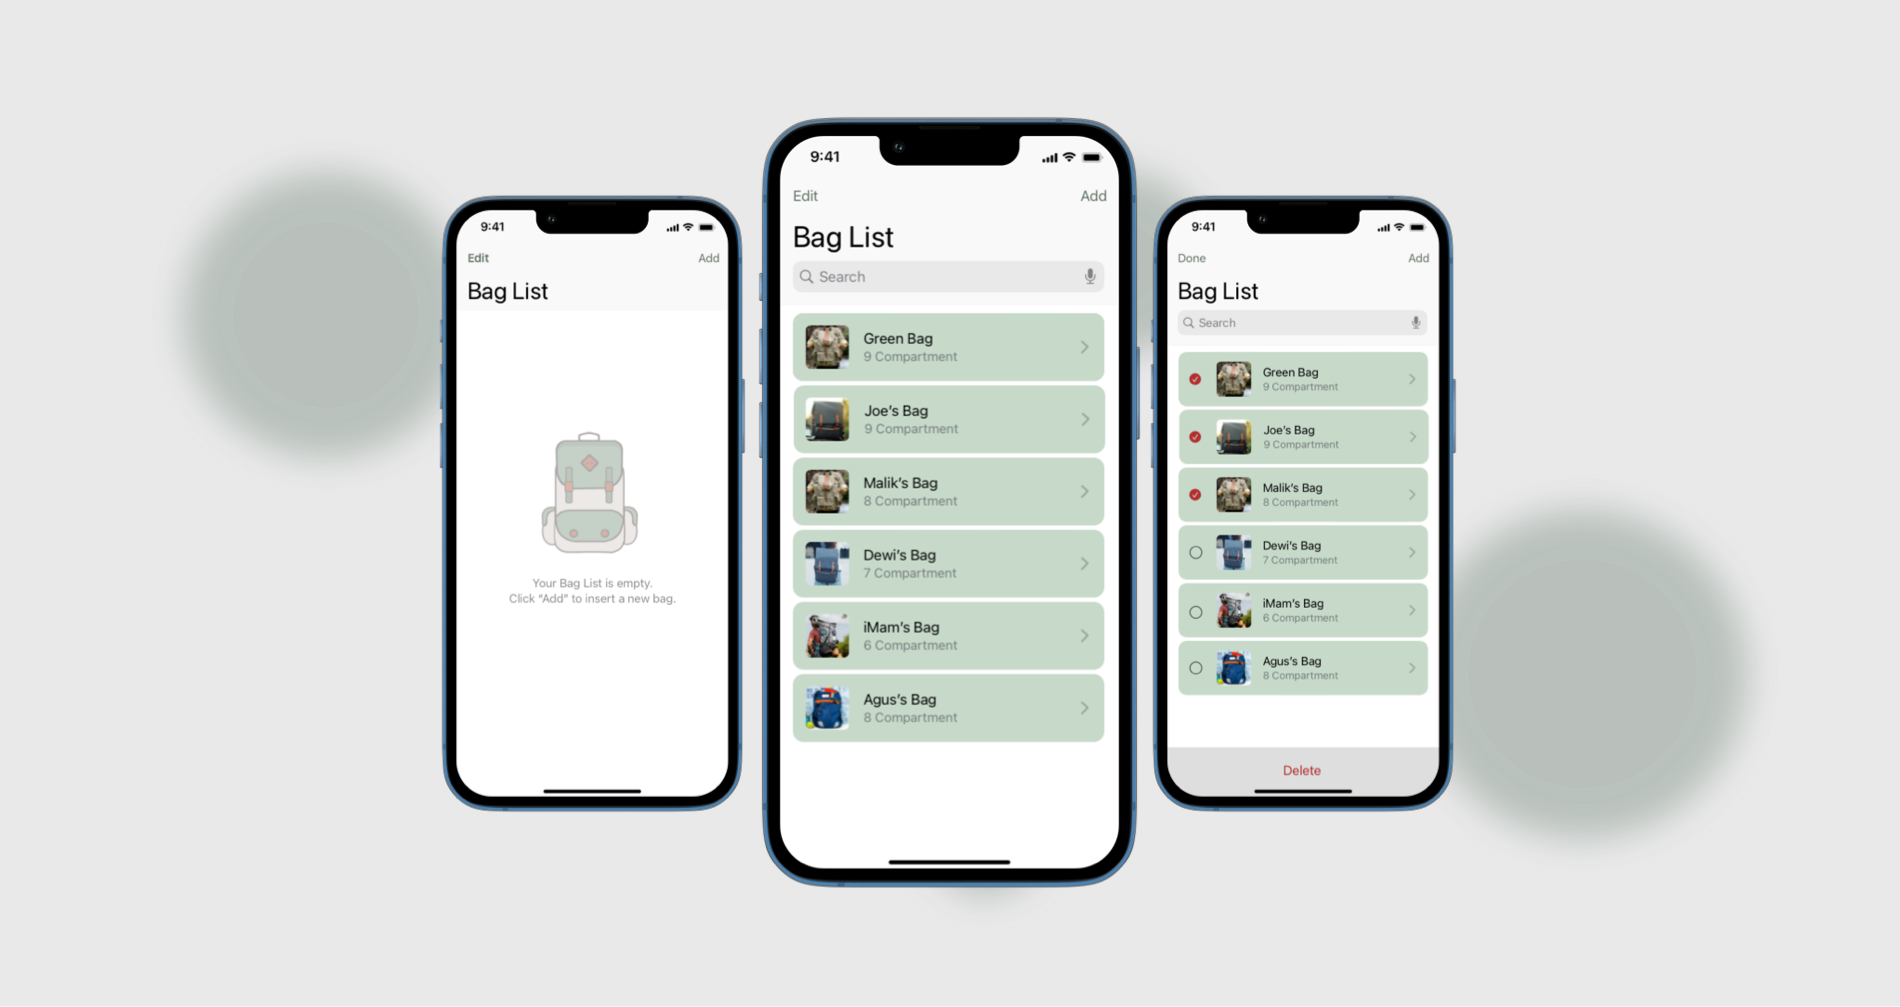 9:41
Edit
Add
Bag List
Your Bag List is empty.
Click “Add” to insert a new bag.
9:41
Edit
Add
Bag List
Search
Green Bag
9 Compartment
Joe’s Bag
9 Compartment
Malik’s Bag
8 Compartment
Dewi’s Bag
7 Compartment
iMam’s Bag
6 Compartment
Agus’s Bag
8 Compartment
9:41
Done
Add
Bag List
Search
Green Bag
9 Compartment
Joe’s Bag
9 Compartment
Malik’s Bag
8 Compartment
Dewi’s Bag
7 Compartment
iMam’s Bag
6 Compartment
Agus’s Bag
8 Compartment
Delete